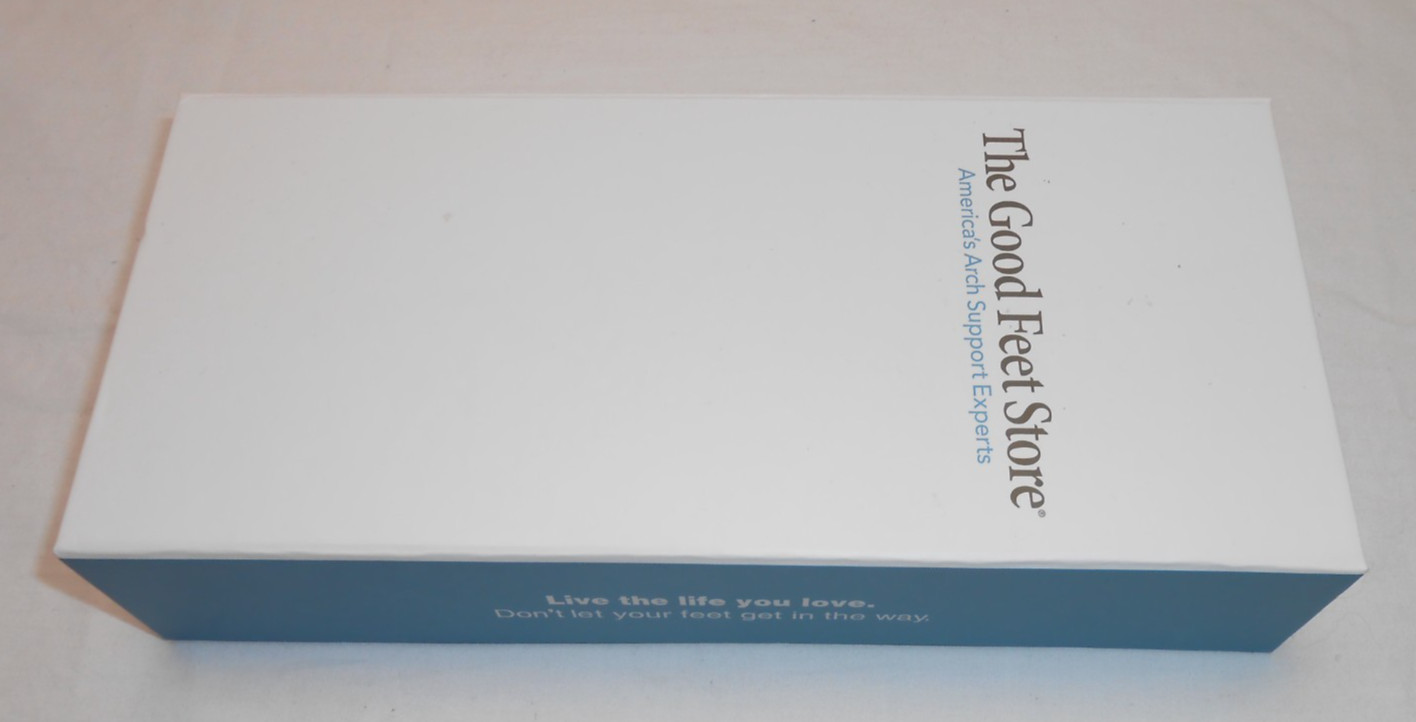 The Good Feet Store®
America's Arch Support Experts
Live the life you love.
Don't let your feet get in the way.